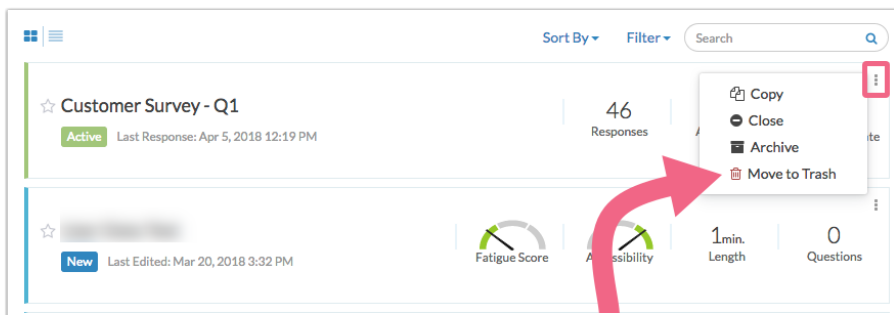 Sort By
Filter
Search
Customer Survey - Q1
Active
Last Response: Apr 5, 2018 12:19 PM
46
Responses
Copy
Close
Archive
Move to Trash
New
Last Edited: Mar 20, 2018 3:32 PM
Fatigue Score
1min.
Length
0
Questions